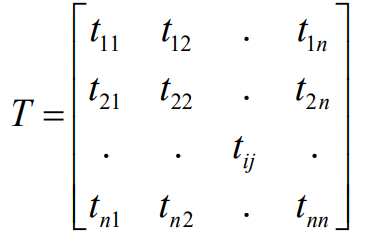 t₁₁ t₁₂ . t₁ₙ
t₂₁ t₂₂ . t₂ₙ
T =
. . tᵢⱼ .
tₙ₁ tₙ₂ . tₙₙ